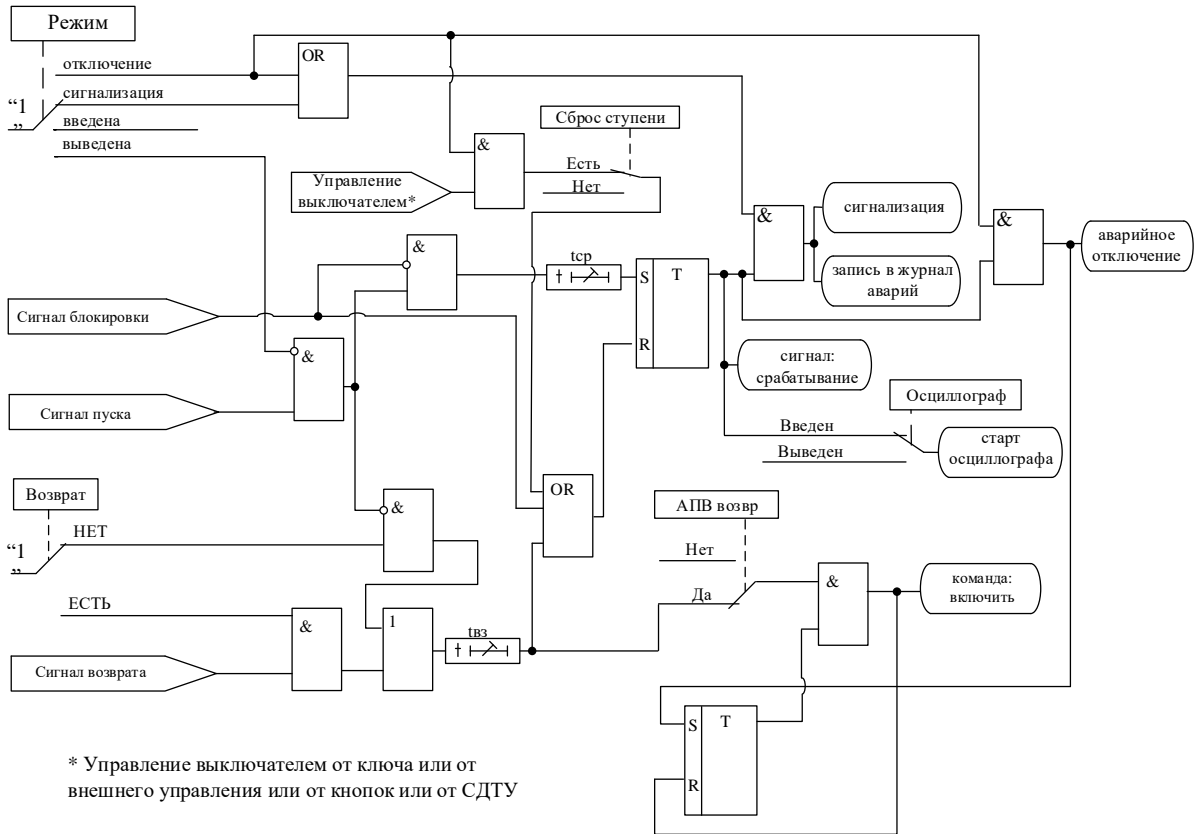 Режим
отключение
OR
сигнализация
“1
”
введена
выведена
Сброс ступени
&
Есть
Нет
Управление
выключателем*
&
сигнализация
&
аварийное
отключение
&
tср
S
T
запись в журнал
аварий
Сигнал блокировки
R
&
сигнал:
срабатывание
Осциллограф
Сигнал пуска
Введен
Выведен
старт
осциллографа
Возврат
&
OR
АПВ возвр
НЕТ
“1
”
Нет
&
команда:
включить
Да
ЕСТЬ
&
1
tвз
Сигнал возврата
S
T
R
* Управление выключателем от ключа или от
внешнего управления или от кнопок или от СДТУ